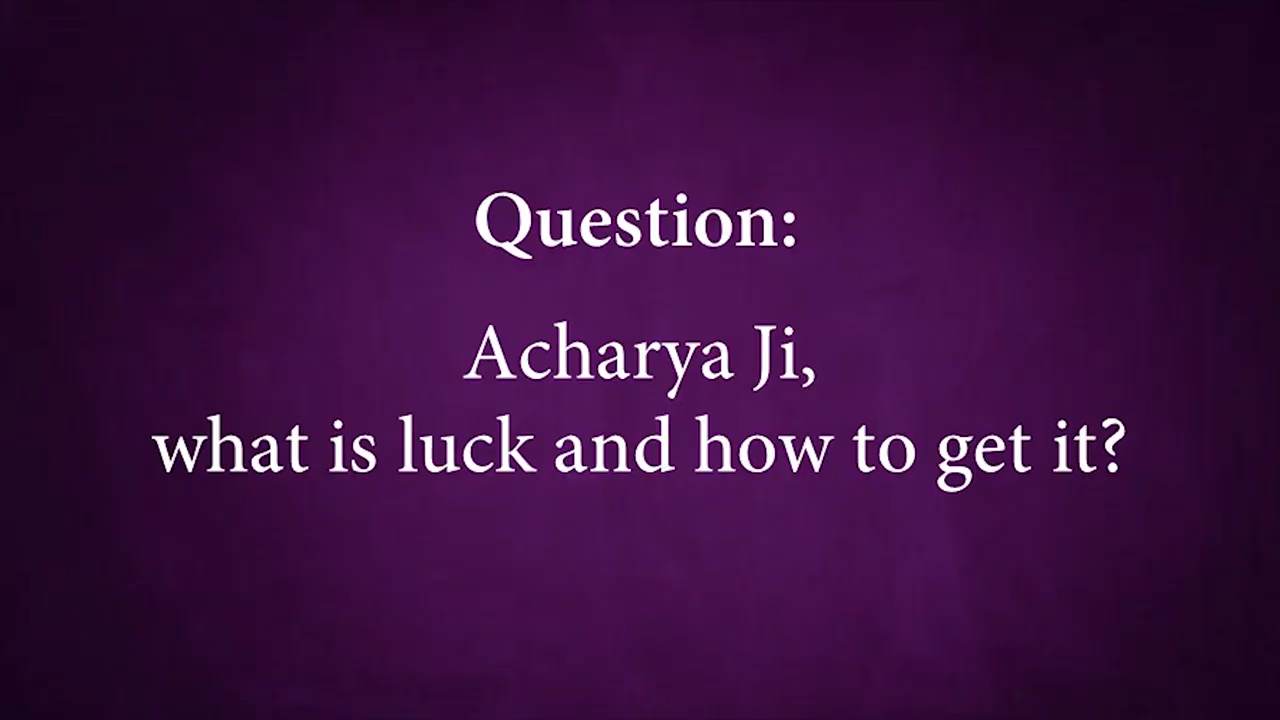 Question:
Acharya Ji,
what is luck and how to get it?